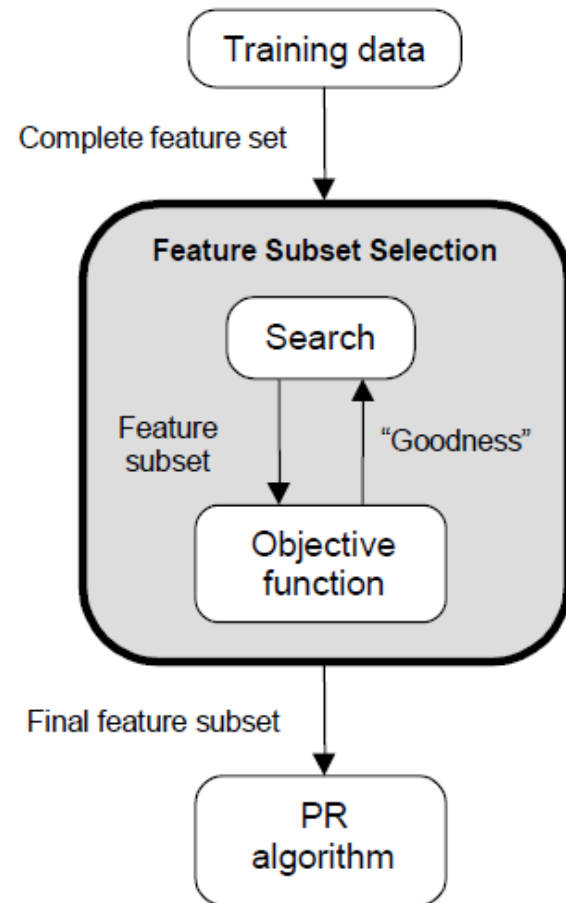 Training data
Complete feature set
Feature Subset Selection
Search
Feature
subset
“Goodness”
Objective
function
Final feature subset
PR
algorithm